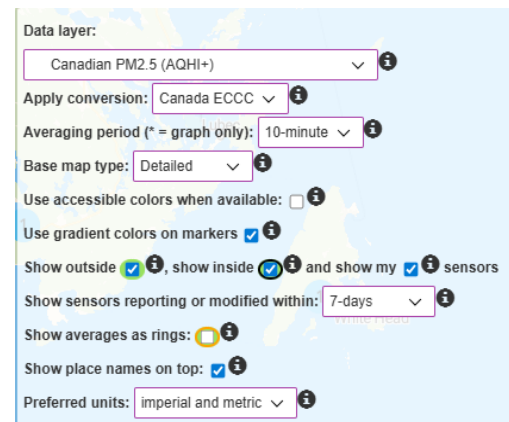 Data layer:
Canadian PM2.5 (AQHI+)
Apply conversion: Canada ECCC
Averaging period (* = graph only): 10-minute
Base map type: Detailed
Use accessible colors when available:
Use gradient colors on markers
Show outside , show inside and show my sensors
Show sensors reporting or modified within: 7-days
White Head
Show averages as rings:
Show place names on top:
Preferred units: imperial and metric